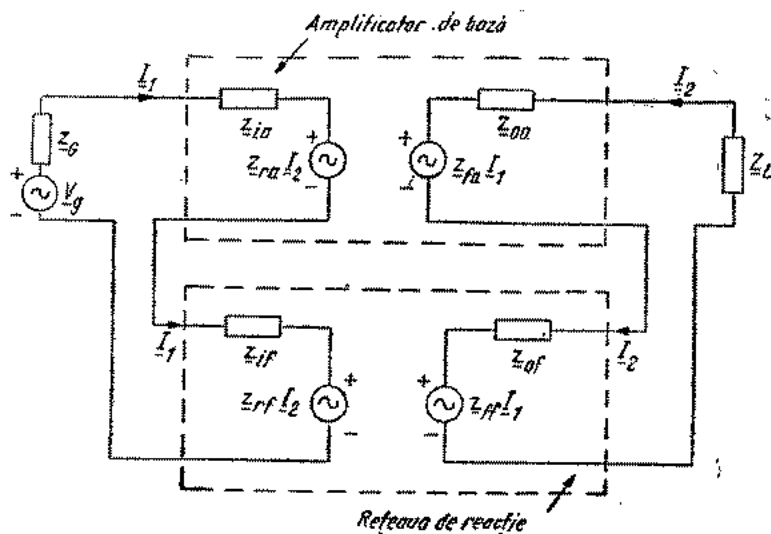 Amplificator de bază
I1
I2
zG
zia
zoa
+
zra I2
+
zfa I1
zl
+
Vg
-
-
-
I1
zif
zof
I2
+
zrf I2
+
zff I1
-
-
Rețeaua de reacție